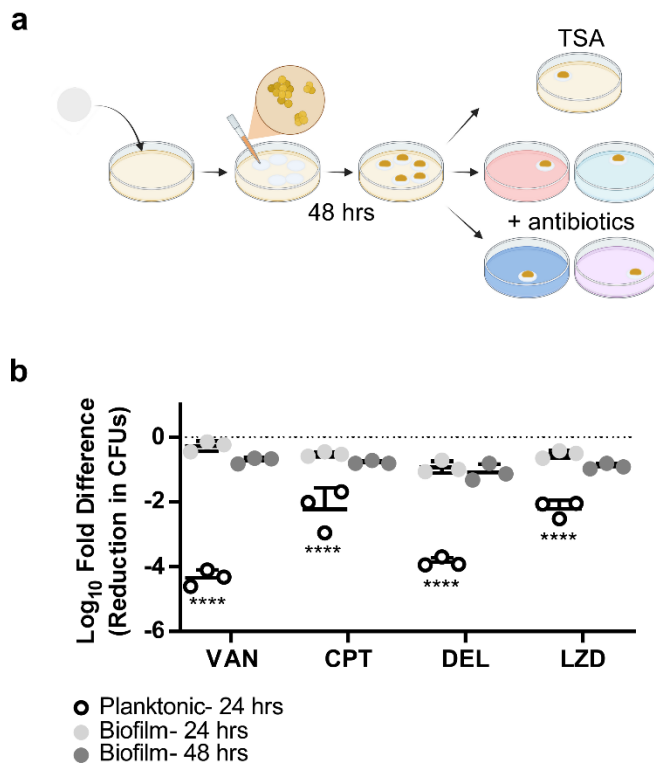 a
TSA
48 hrs
+ antibiotics
b
Log10 Fold Difference
(Reduction in CFUs)
0
-2
-4
-6
****
****
****
****
VAN CPT DEL LZD
Planktonic- 24 hrs
Biofilm- 24 hrs
Biofilm- 48 hrs